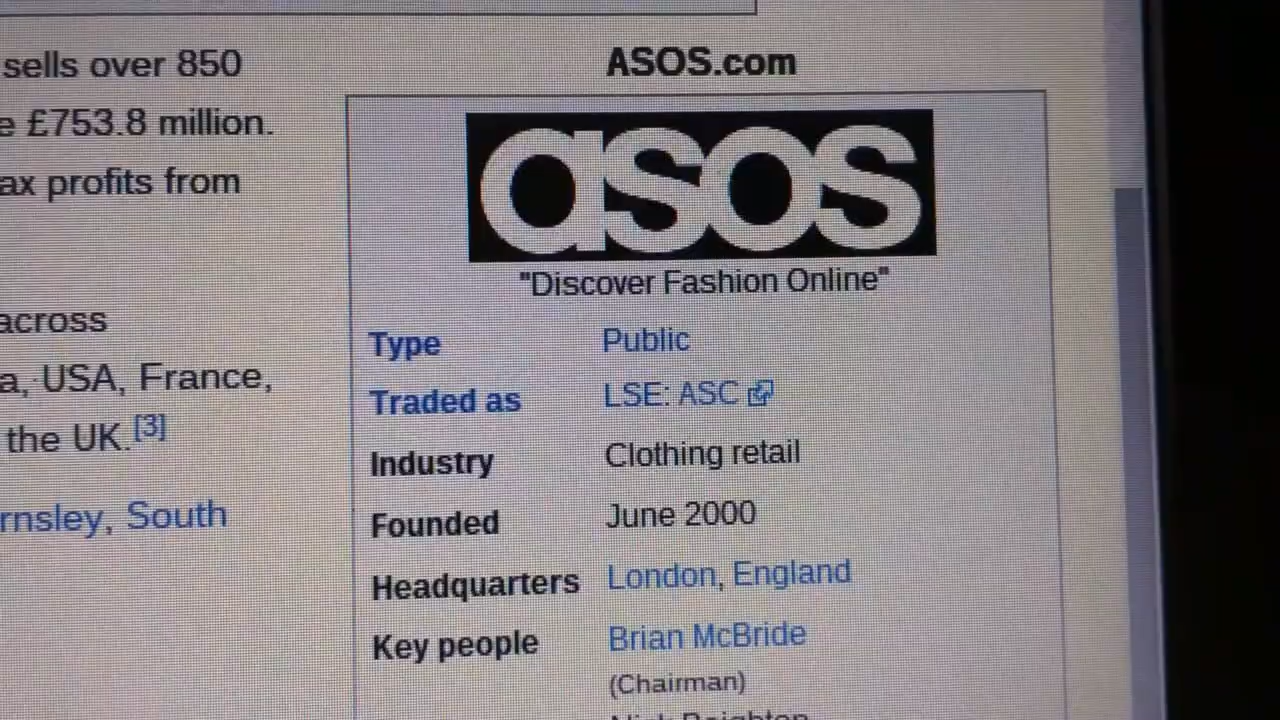 sells over 850
e £753.8 million.
ax profits from
across
a, USA, France,
the UK.[3]
rnsley, South
ASOS.com
asos
"Discover Fashion Online"
Type Public
Traded as LSE: ASC
Industry Clothing retail
Founded June 2000
Headquarters London, England
Key people Brian McBride
(Chairman)